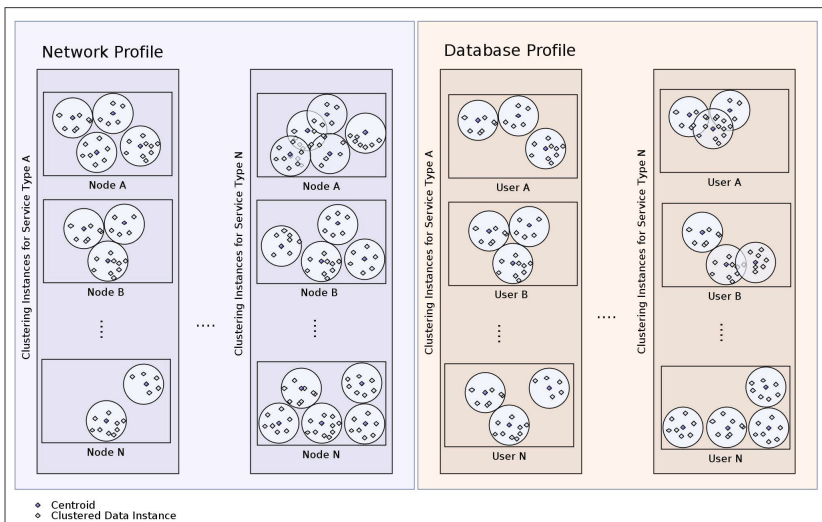 Network Profile
Clustering Instances for Service Type A
Node A
Node B
Node N
Clustering Instances for Service Type N
Node A
Node B
Node N
Database Profile
Clustering Instances for Service Type A
User A
User B
User N
Clustering Instances for Service Type N
User A
User B
User N
Centroid
Clustered Data Instance